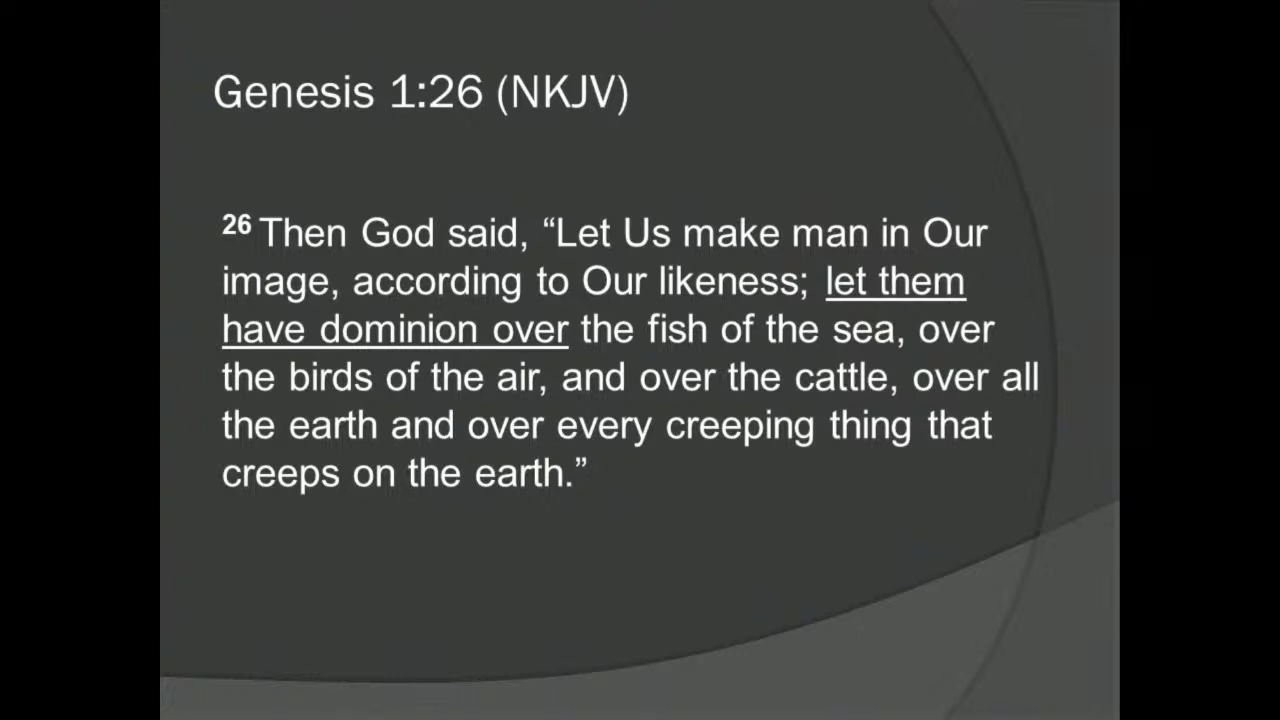 Genesis 1:26 (NKJV)
26 Then God said, “Let Us make man in Our
image, according to Our likeness; let them
have dominion over the fish of the sea, over
the birds of the air, and over the cattle, over all
the earth and over every creeping thing that
creeps on the earth.”